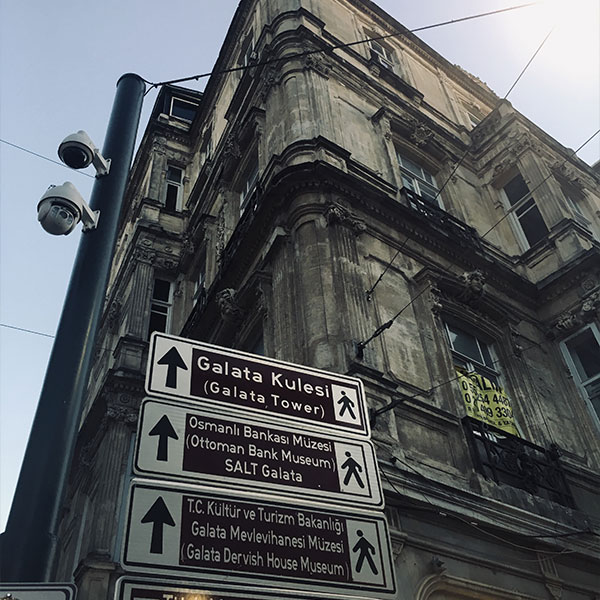 Galata Kulesi
(Galata Tower)
Osmanlı Bankası Müzesi
(Ottoman Bank Museum)
SALT Galata
T.C. Kültür ve Turizm Bakanlığı
Galata Mevlevihanesi Müzesi
(Galata Dervish House Museum)